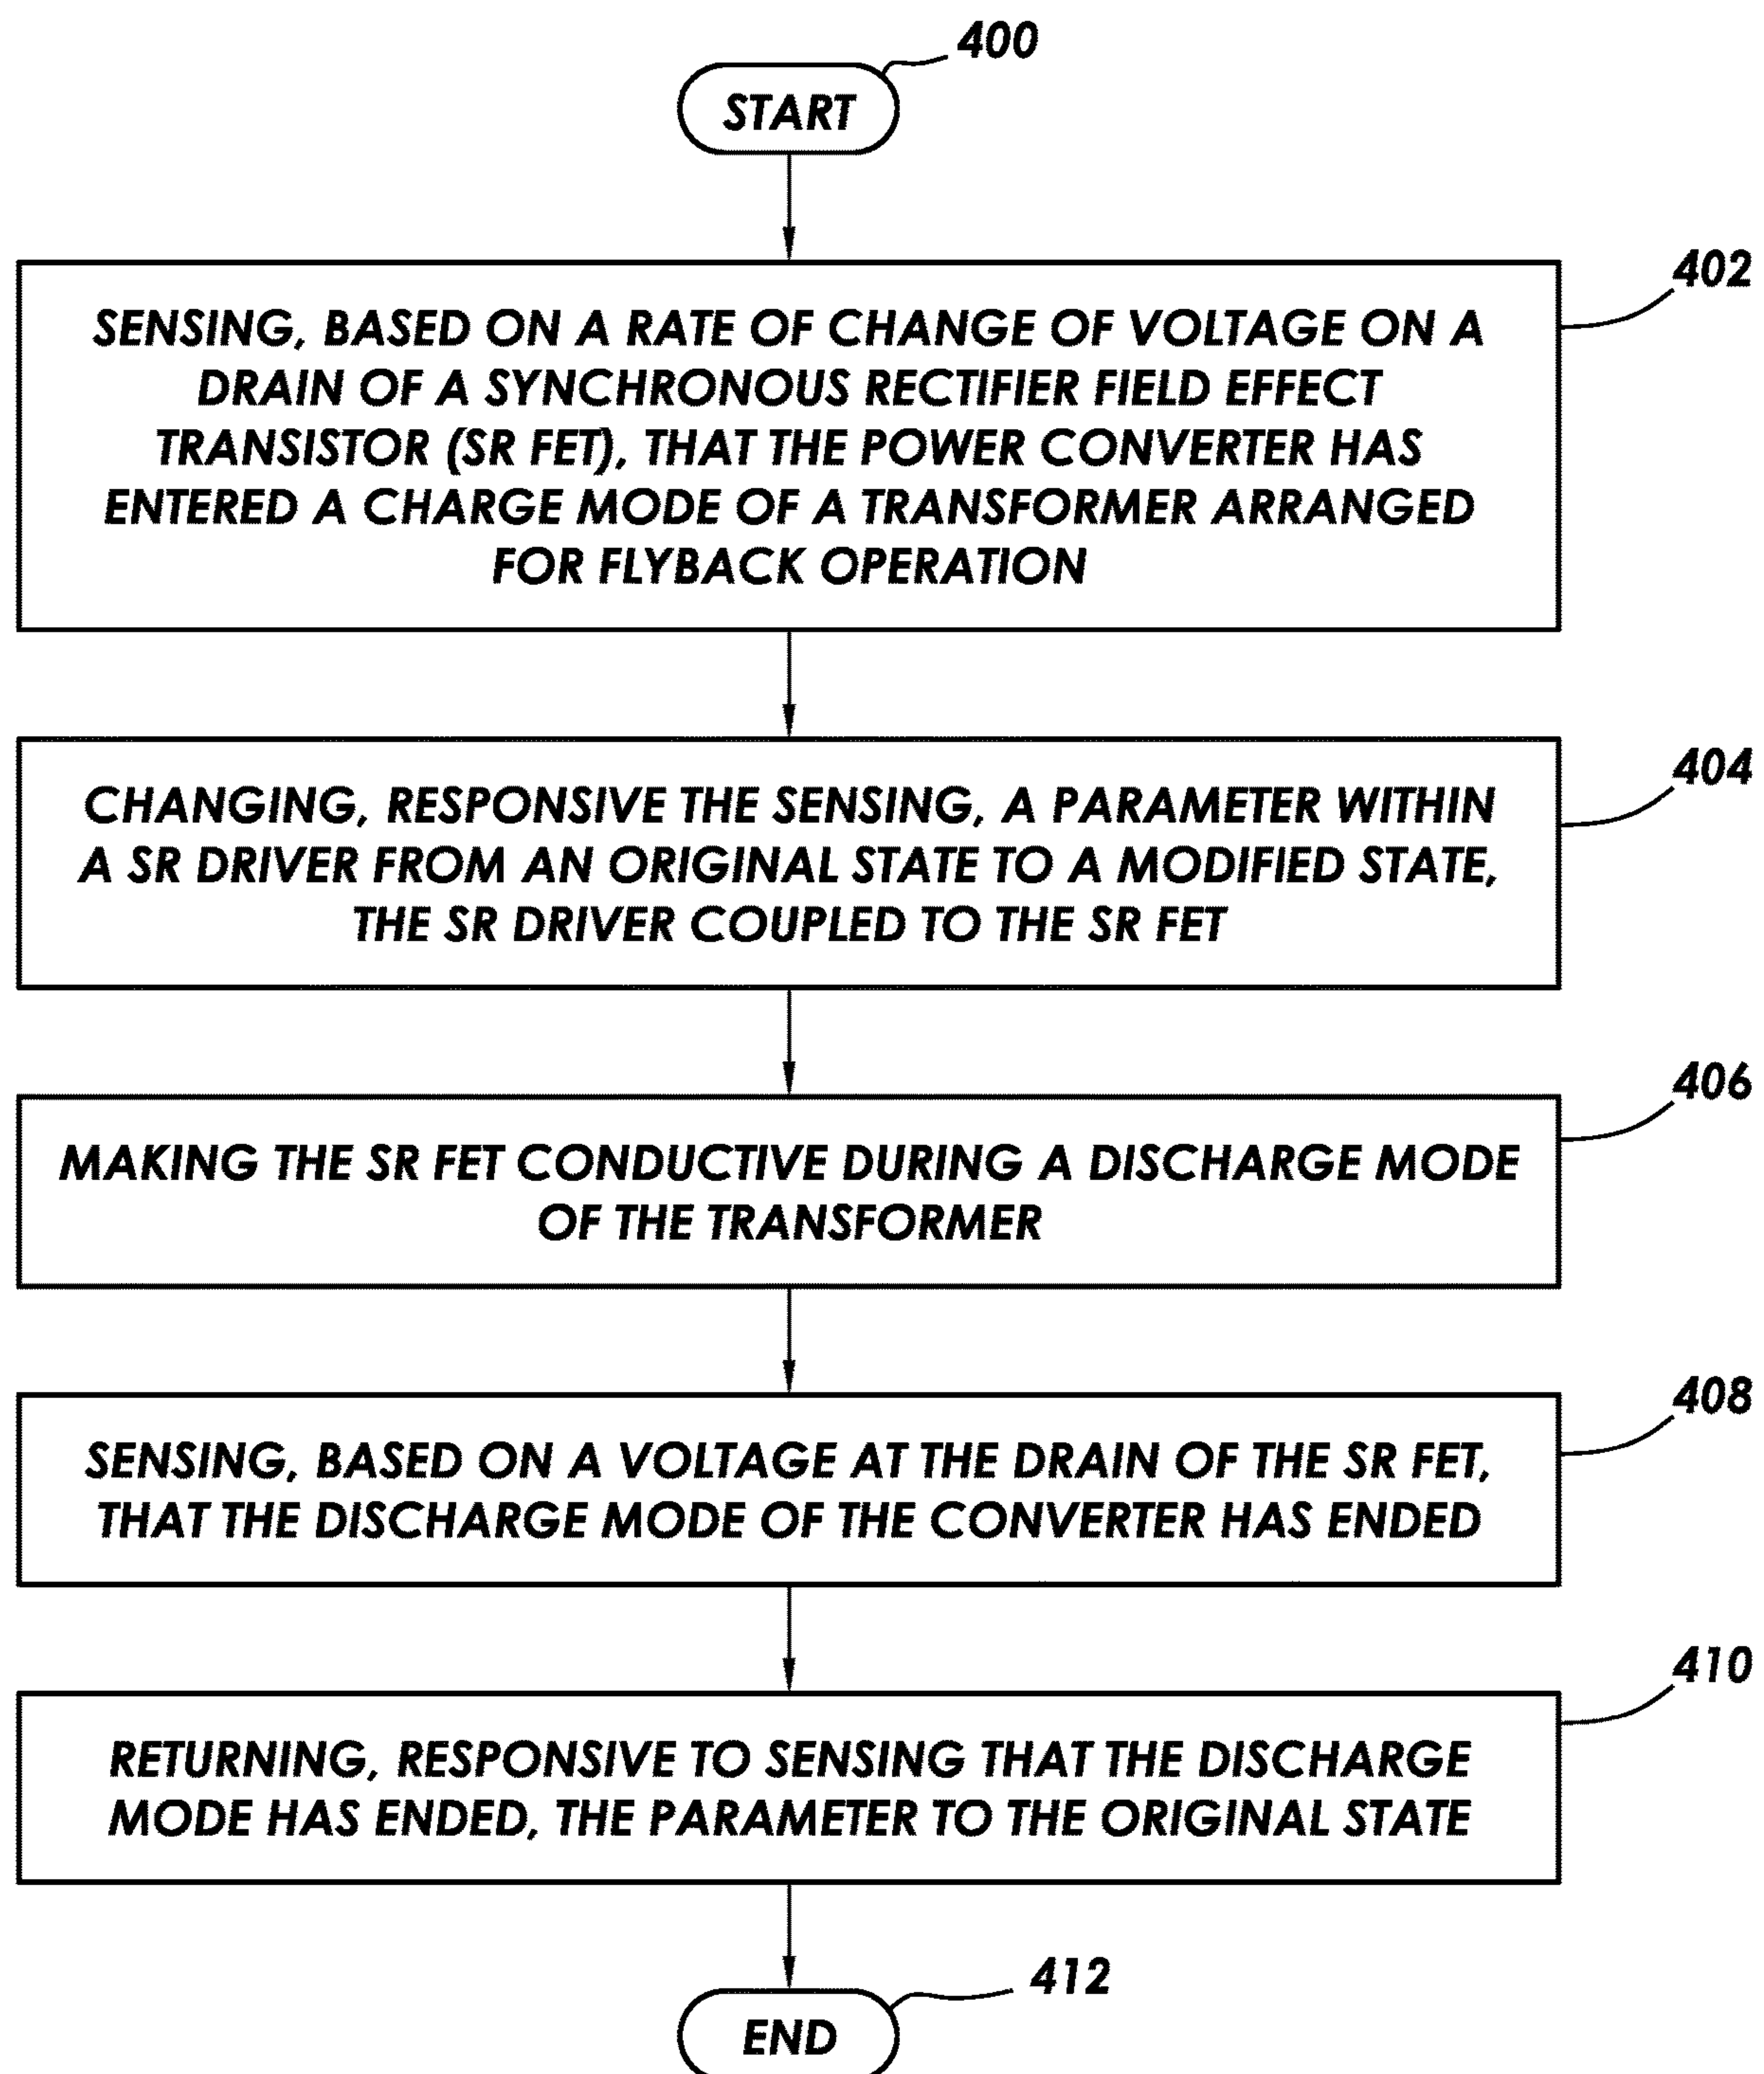 400
START
402
SENSING, BASED ON A RATE OF CHANGE OF VOLTAGE ON A
DRAIN OF A SYNCHRONOUS RECTIFIER FIELD EFFECT
TRANSISTOR (SR FET), THAT THE POWER CONVERTER HAS
ENTERED A CHARGE MODE OF A TRANSFORMER ARRANGED
FOR FLYBACK OPERATION
404
CHANGING, RESPONSIVE THE SENSING, A PARAMETER WITHIN
A SR DRIVER FROM AN ORIGINAL STATE TO A MODIFIED STATE,
THE SR DRIVER COUPLED TO THE SR FET
406
MAKING THE SR FET CONDUCTIVE DURING A DISCHARGE MODE
OF THE TRANSFORMER
408
SENSING, BASED ON A VOLTAGE AT THE DRAIN OF THE SR FET,
THAT THE DISCHARGE MODE OF THE CONVERTER HAS ENDED
410
RETURNING, RESPONSIVE TO SENSING THAT THE DISCHARGE
MODE HAS ENDED, THE PARAMETER TO THE ORIGINAL STATE
412
END